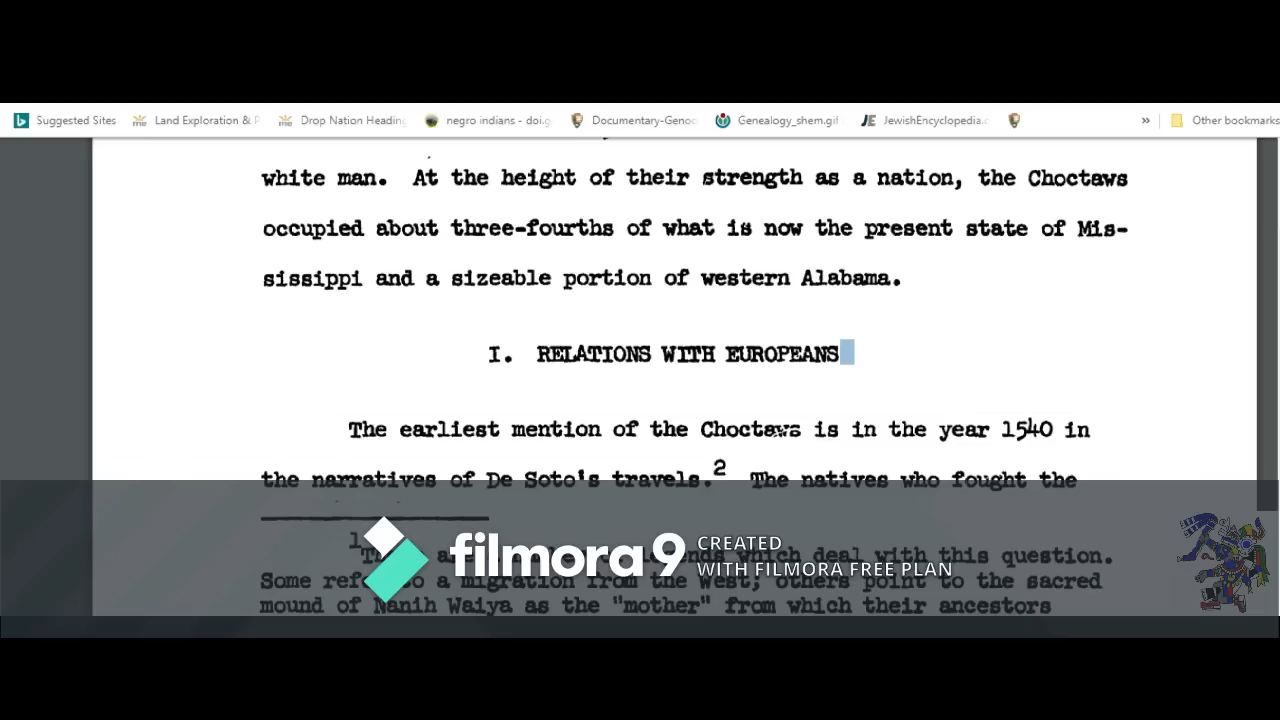 Suggested Sites Land Exploration & P Drop Nation Heading negro indians - doi.g Documentary-Genoc Genealogy_shem.gif JE JewishEncyclopedia.c » Other bookmarks
white man. At the height of their strength as a nation, the Choctaws
occupied about three-fourths of what is now the present state of Mis-
sissippi and a sizeable portion of western Alabama.
I. RELATIONS WITH EUROPEANS
The earliest mention of the Choctaws is in the year 1540 in
the narratives of De Soto's travels.2 The natives who fought the
1 which deal with this question.
Some a migration from the West; others point to the sacred
mound of Nanih Waiya as the "mother" from which their ancestors
filmora9 CREATED
WITH FILMORA FREE PLAN